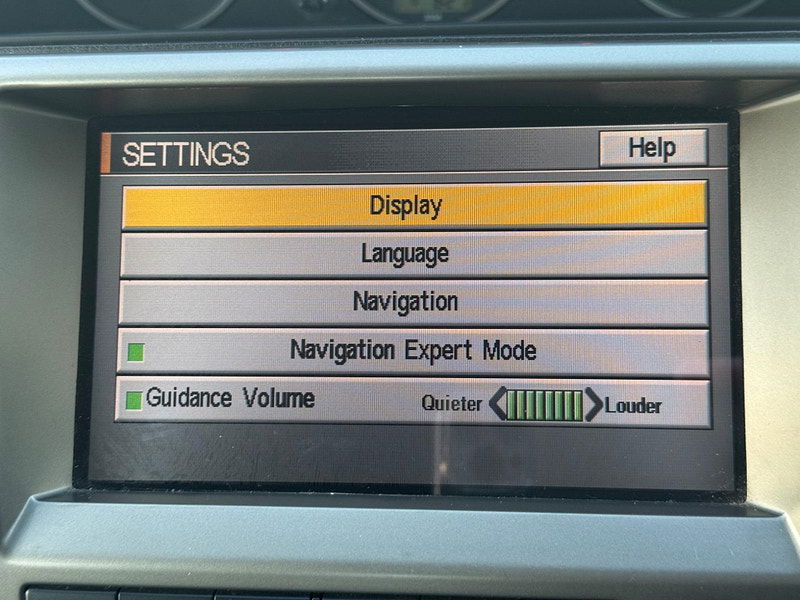 SETTINGS
Help
Display
Language
Navigation
Navigation Expert Mode
Guidance Volume Quieter Louder